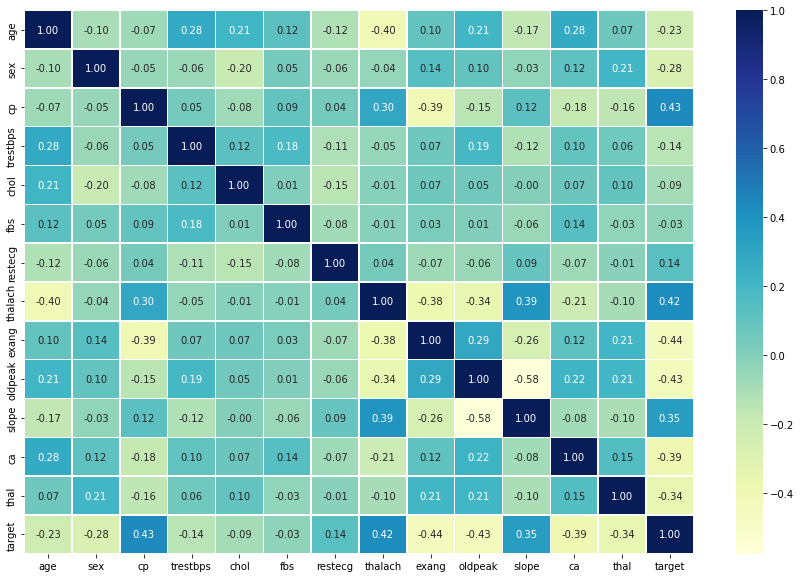 age 1.00 -0.10 -0.07 0.28 0.21 0.12 -0.12 -0.40 0.10 0.21 -0.17 0.28 0.07 -0.23
sex -0.10 1.00 -0.05 -0.06 -0.20 0.05 -0.06 -0.04 0.14 0.10 -0.03 0.12 0.21 -0.28
cp -0.07 -0.05 1.00 0.05 -0.08 0.09 0.04 0.30 -0.39 -0.15 0.12 -0.18 -0.16 0.43
trestbps 0.28 -0.06 0.05 1.00 0.12 0.18 -0.11 -0.05 0.07 0.19 -0.12 0.10 0.06 -0.14
chol 0.21 -0.20 -0.08 0.12 1.00 0.01 -0.15 -0.01 0.07 0.05 -0.00 0.07 0.10 -0.09
fbs 0.12 0.05 0.09 0.18 0.01 1.00 -0.08 -0.01 0.03 0.01 -0.06 0.14 -0.03 -0.03
restecg -0.12 -0.06 0.04 -0.11 -0.15 -0.08 1.00 0.04 -0.07 -0.06 0.09 -0.07 -0.01 0.14
thalach -0.40 -0.04 0.30 -0.05 -0.01 -0.01 0.04 1.00 -0.38 -0.34 0.39 -0.21 -0.10 0.42
exang 0.10 0.14 -0.39 0.07 0.07 0.03 -0.07 -0.38 1.00 0.29 -0.26 0.12 0.21 -0.44
oldpeak 0.21 0.10 -0.15 0.19 0.05 0.01 -0.06 -0.34 0.29 1.00 -0.58 0.22 0.21 -0.43
slope -0.17 -0.03 0.12 -0.12 -0.00 -0.06 0.09 0.39 -0.26 -0.58 1.00 -0.08 -0.10 0.35
ca 0.28 0.12 -0.18 0.10 0.07 0.14 -0.07 -0.21 0.12 0.22 -0.08 1.00 0.15 -0.39
thal 0.07 0.21 -0.16 0.06 0.10 -0.03 -0.01 -0.10 0.21 0.21 -0.10 0.15 1.00 -0.34
target -0.23 -0.28 0.43 -0.14 -0.09 -0.03 0.14 0.42 -0.44 -0.43 0.35 -0.39 -0.34 1.00
age sex cp trestbps chol fbs restecg thalach exang oldpeak slope ca thal target
1.0
0.8
0.6
0.4
0.2
0.0
−0.2
−0.4